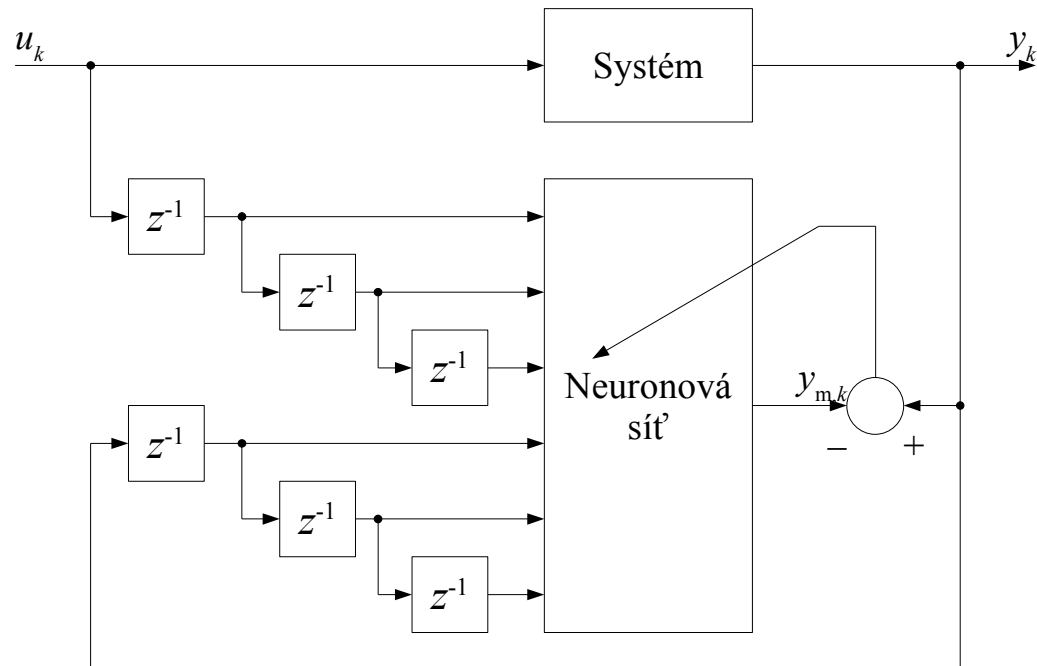 u_k
Systém
y_k
z^-1
z^-1
z^-1
Neuronová
síť
y_m,k
− +
z^-1
z^-1
z^-1